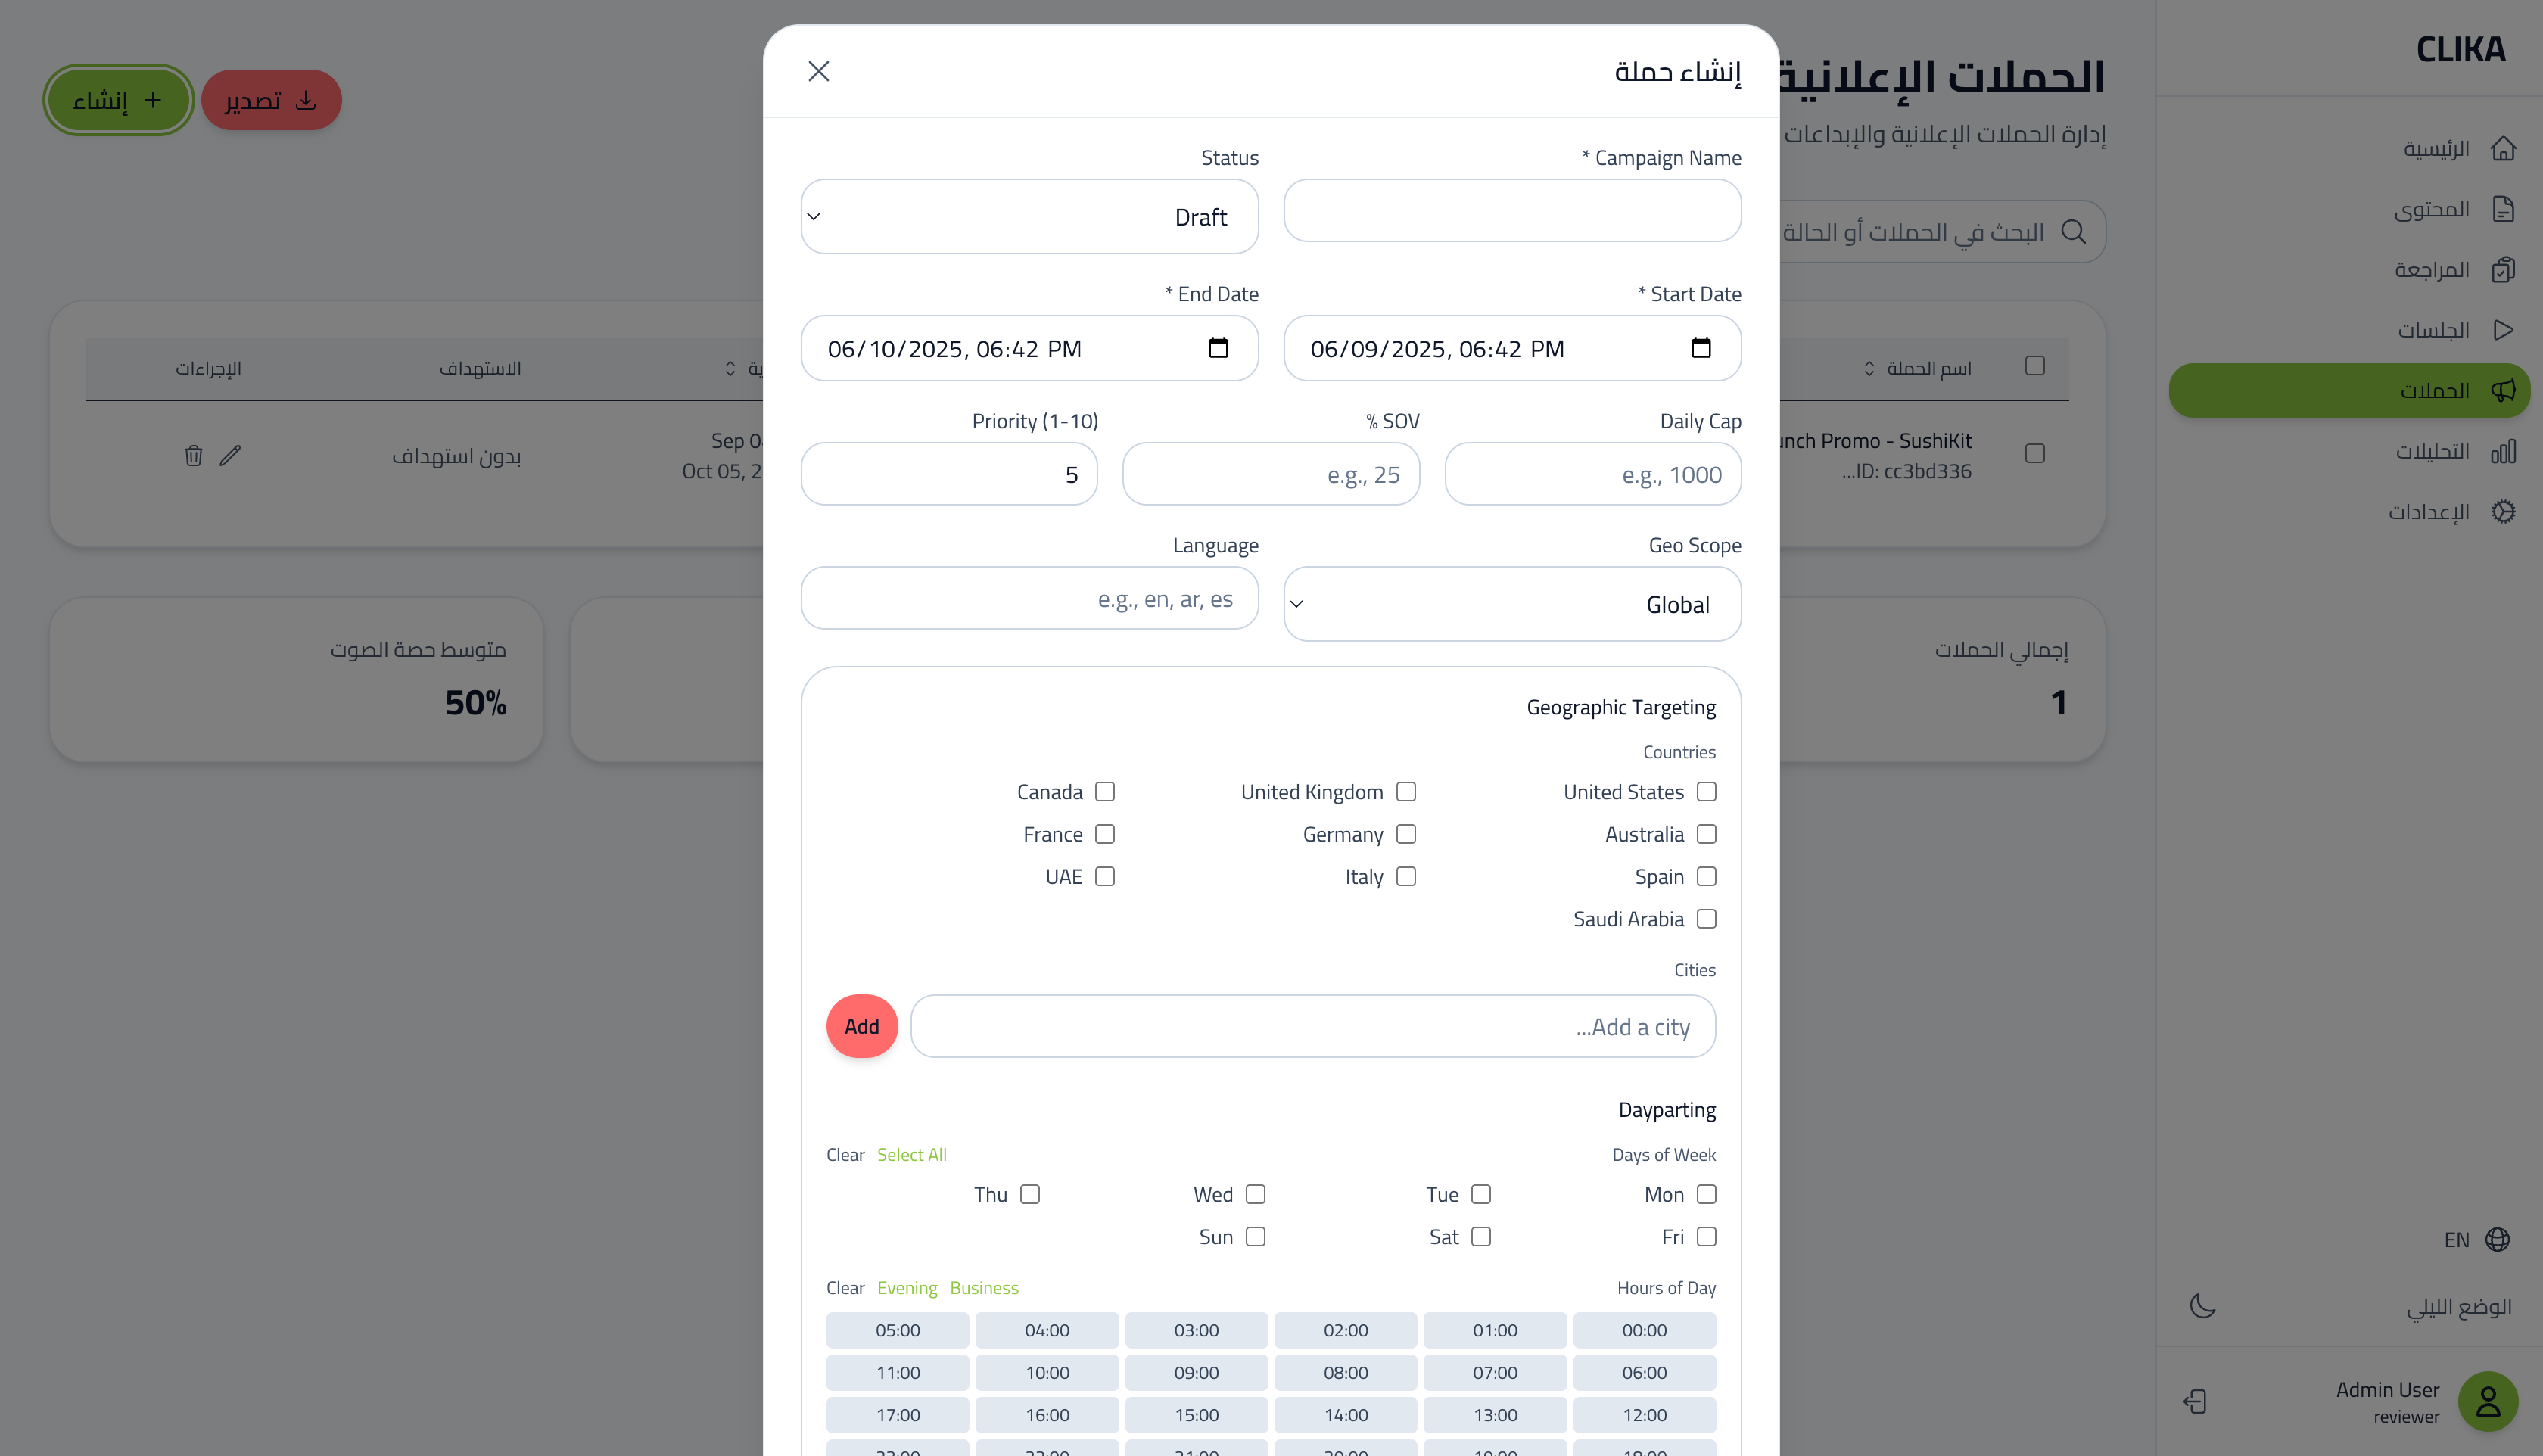 CLIKA
الرئيسية
المحتوى
المراجعة
الجلسات
الحملات
التحليلات
الإعدادات
EN
الوضع الليلي
Admin User
reviewer
الحملات الإعلانية
إدارة الحملات الإعلانية والإبداعات
تصدير
إنشاء
البحث في الحملات أو الحالة
اسم الحملة
الاستهداف
الإجراءات
Promo - SushiKit
ID: cc3bd336...
Sep 0
Oct 05, 2
بدون استهداف
إجمالي الحملات
1
متوسط حصة الصوت
50%
إنشاء حملة
Campaign Name *
Status
Draft
Start Date *
End Date *
06/09/2025, 06:42 PM
06/10/2025, 06:42 PM
Daily Cap
% SOV
Priority (1-10)
e.g., 1000
e.g., 25
5
Geo Scope
Language
Global
e.g., en, ar, es
Geographic Targeting
Countries
United States
United Kingdom
Canada
Australia
Germany
France
Spain
Italy
UAE
Saudi Arabia
Cities
Add a city...
Add
Dayparting
Days of Week
Select All
Clear
Mon
Tue
Wed
Thu
Fri
Sat
Sun
Hours of Day
Business
Evening
Clear
00:00
01:00
02:00
03:00
04:00
05:00
06:00
07:00
08:00
09:00
10:00
11:00
12:00
13:00
14:00
15:00
16:00
17:00